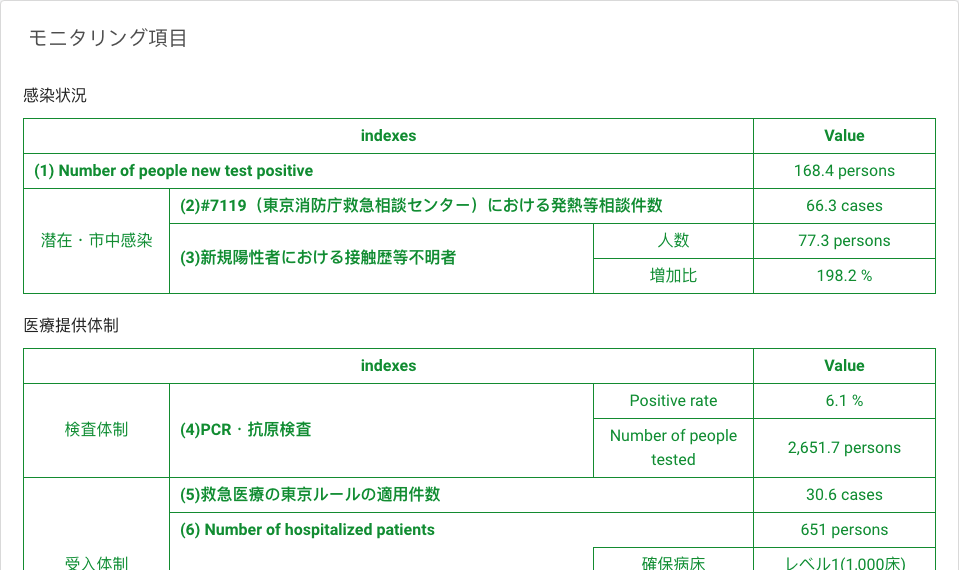 モニタリング項目
感染状況
indexes Value
(1) Number of people new test positive 168.4 persons
(2)#7119（東京消防庁救急相談センター）における発熱等相談件数 66.3 cases
潜在・市中感染
(3)新規陽性者における接触歴等不明者
人数 77.3 persons
増加比 198.2 %
医療提供体制
indexes Value
検査体制
(4)PCR・抗原検査
Positive rate 6.1 %
Number of people
tested
2,651.7 persons
(5)救急医療の東京ルールの適用件数 30.6 cases
(6) Number of hospitalized patients 651 persons
受入体制
確保病床 レベル1(1,000床)